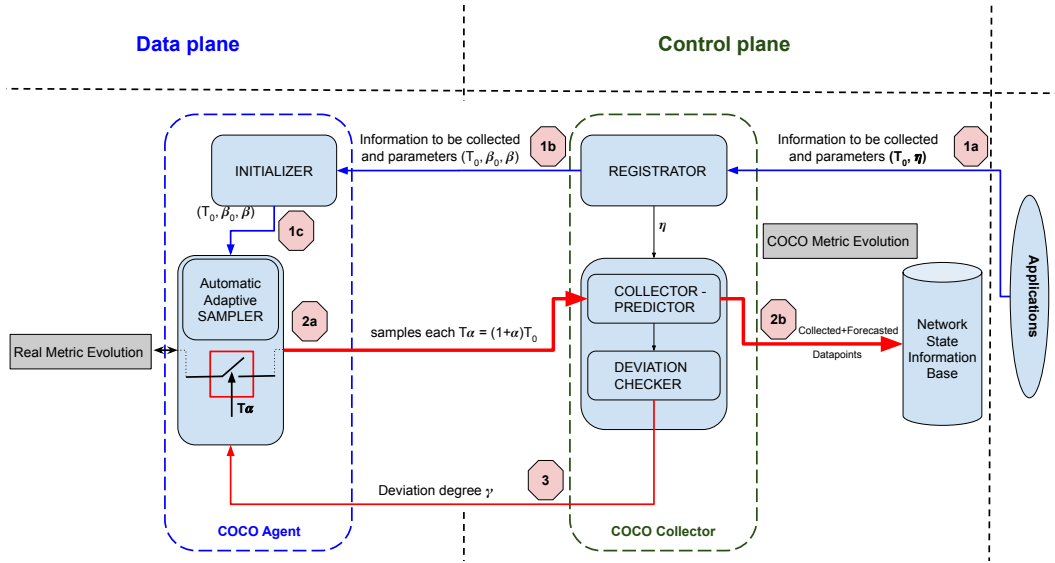 Data plane
Control plane
Information to be collected
and parameters (T₀, β₀, β)
1b
Information to be collected
and parameters (T₀, η)
1a
INITIALIZER
REGISTRATOR
(T₀, β₀, β)
1c
η
COCO Metric Evolution
Automatic
Adaptive
SAMPLER
2a
samples each Tα = (1+α)T₀
COLLECTOR -
PREDICTOR
2b
Collected+Forecasted
Datapoints
Network
State
Information
Base
Applications
Real Metric Evolution
Tα
DEVIATION
CHECKER
Deviation degree γ
3
COCO Agent
COCO Collector